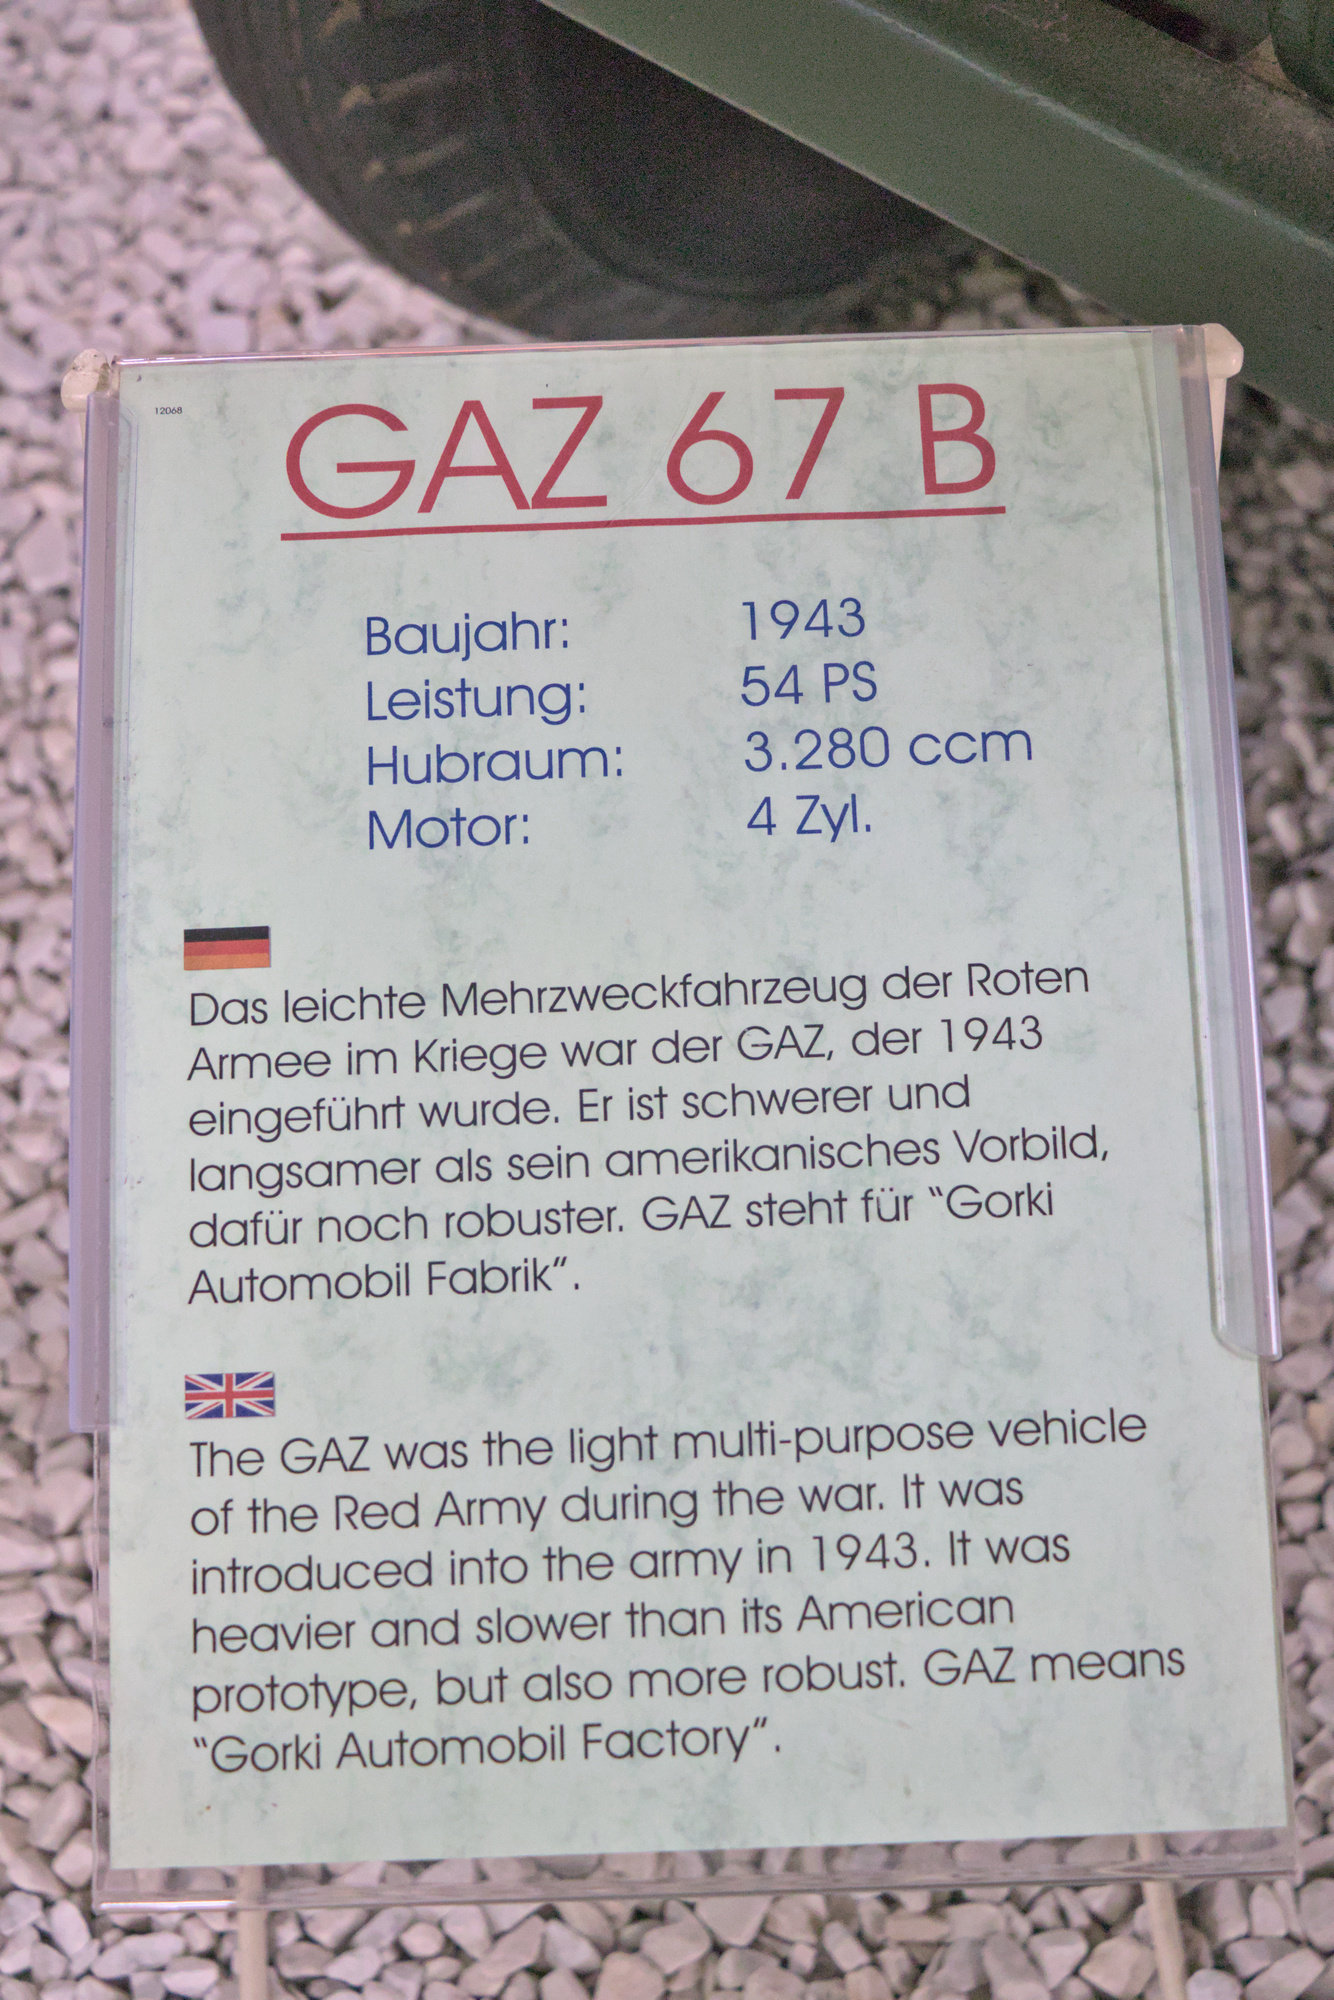 12068
GAZ 67 B
Baujahr: 1943
Leistung: 54 PS
Hubraum: 3.280 ccm
Motor: 4 Zyl.
Das leichte Mehrzweckfahrzeug der Roten
Armee im Kriege war der GAZ, der 1943
eingeführt wurde. Er ist schwerer und
langsamer als sein amerikanisches Vorbild,
dafür noch robuster. GAZ steht für “Gorki
Automobil Fabrik”.
The GAZ was the light multi-purpose vehicle
of the Red Army during the war. It was
introduced into the army in 1943. It was
heavier and slower than its American
prototype, but also more robust. GAZ means
“Gorki Automobil Factory”.